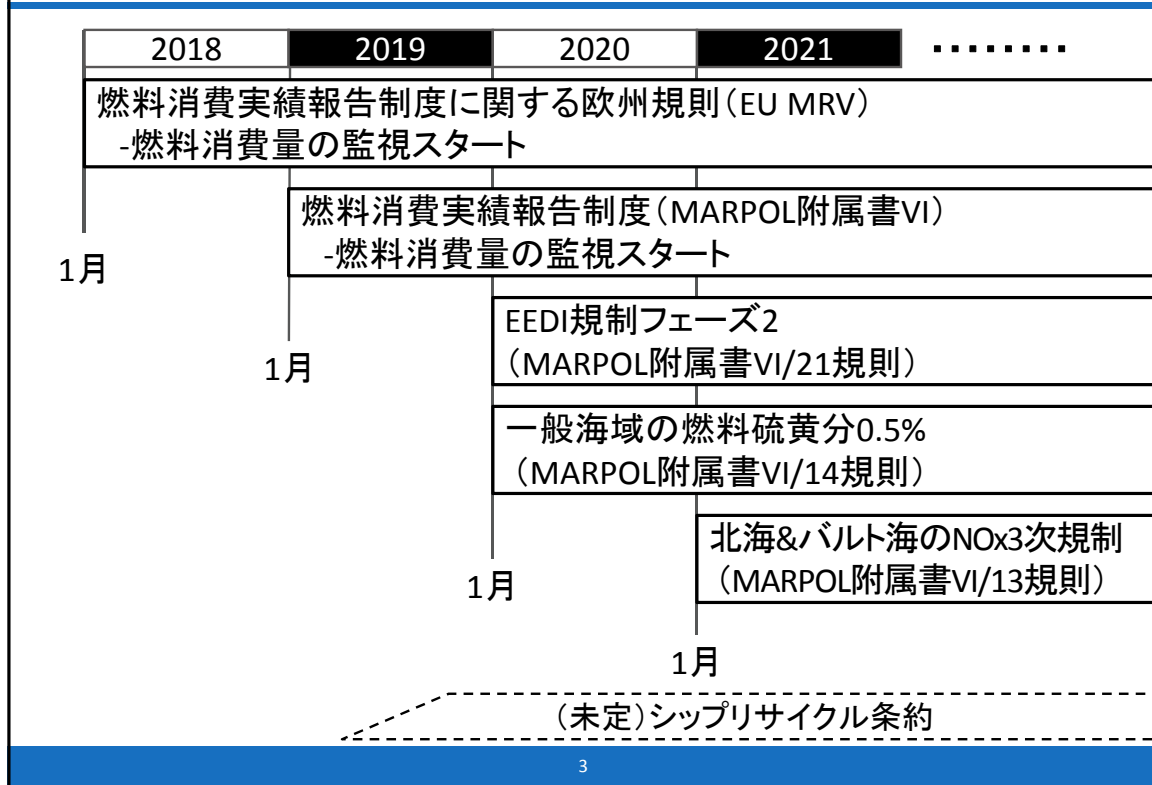 2018 2019 2020 2021 ････････
燃料消費実績報告制度に関する欧州規則（EU MRV）
-燃料消費量の監視スタート
燃料消費実績報告制度（MARPOL附属書VI）
-燃料消費量の監視スタート
1月
EEDI規制フェーズ2
（MARPOL附属書VI/21規則）
1月
一般海域の燃料硫黄分0.5%
（MARPOL附属書VI/14規則）
北海&バルト海のNOx3次規制
（MARPOL附属書VI/13規則）
1月
1月
（未定）シップリサイクル条約
3